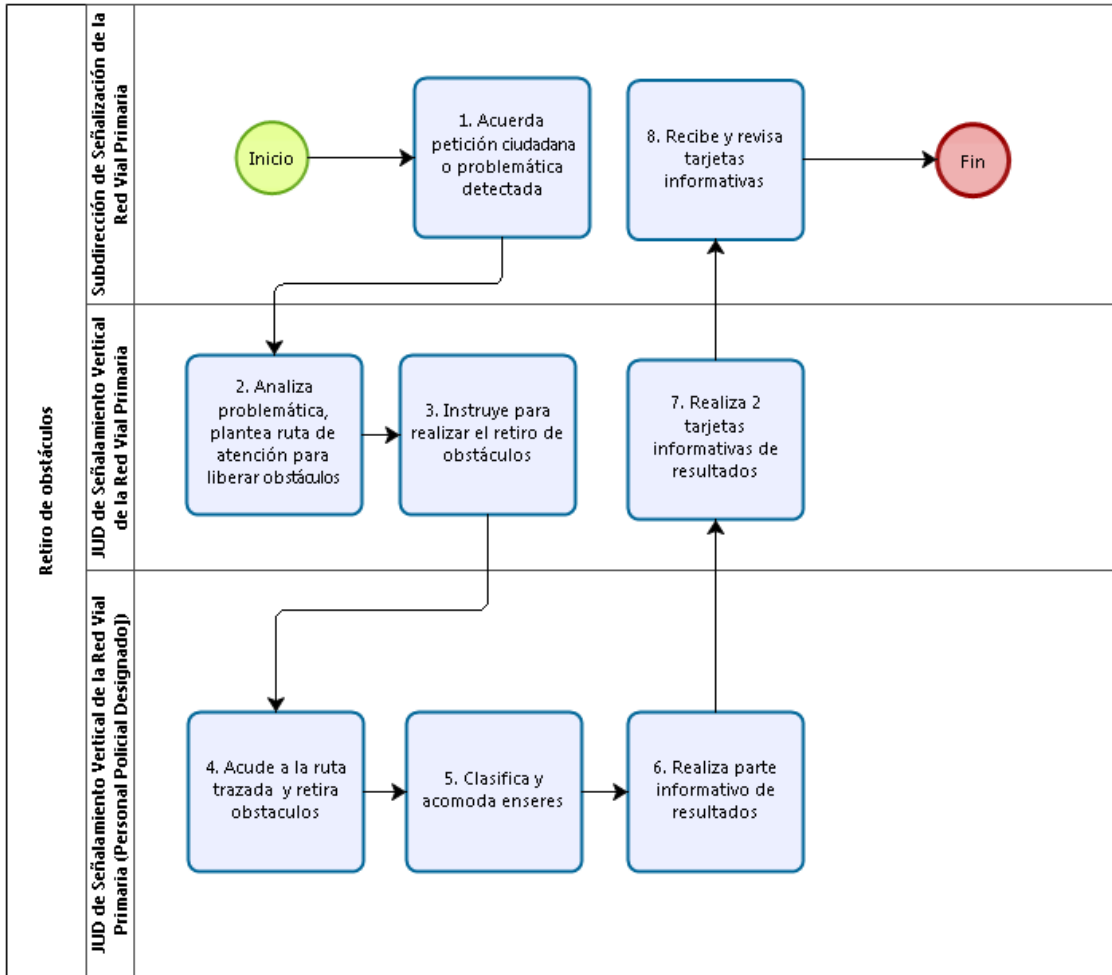 Retiro de obstáculos
Subdirección de Señalización de la
Red Vial Primaria
Inicio
1. Acuerda
petición ciudadana
o problemática
detectada
8. Recibe y revisa
tarjetas
informativas
Fin
JUD de Señalamiento Vertical
de la Red Vial Primaria
2. Analiza
problemática,
plantea ruta de
atención para
liberar obstáculos
3. Instruye para
realizar el retiro de
obstáculos
7. Realiza 2
tarjetas
informativas de
resultados
JUD de Señalamiento Vertical de la Red Vial
Primaria (Personal Policial Designado])
4. Acude a la ruta
trazada y retira
obstaculos
5. Clasifica y
acomoda enseres
6. Realiza parte
informativo de
resultados